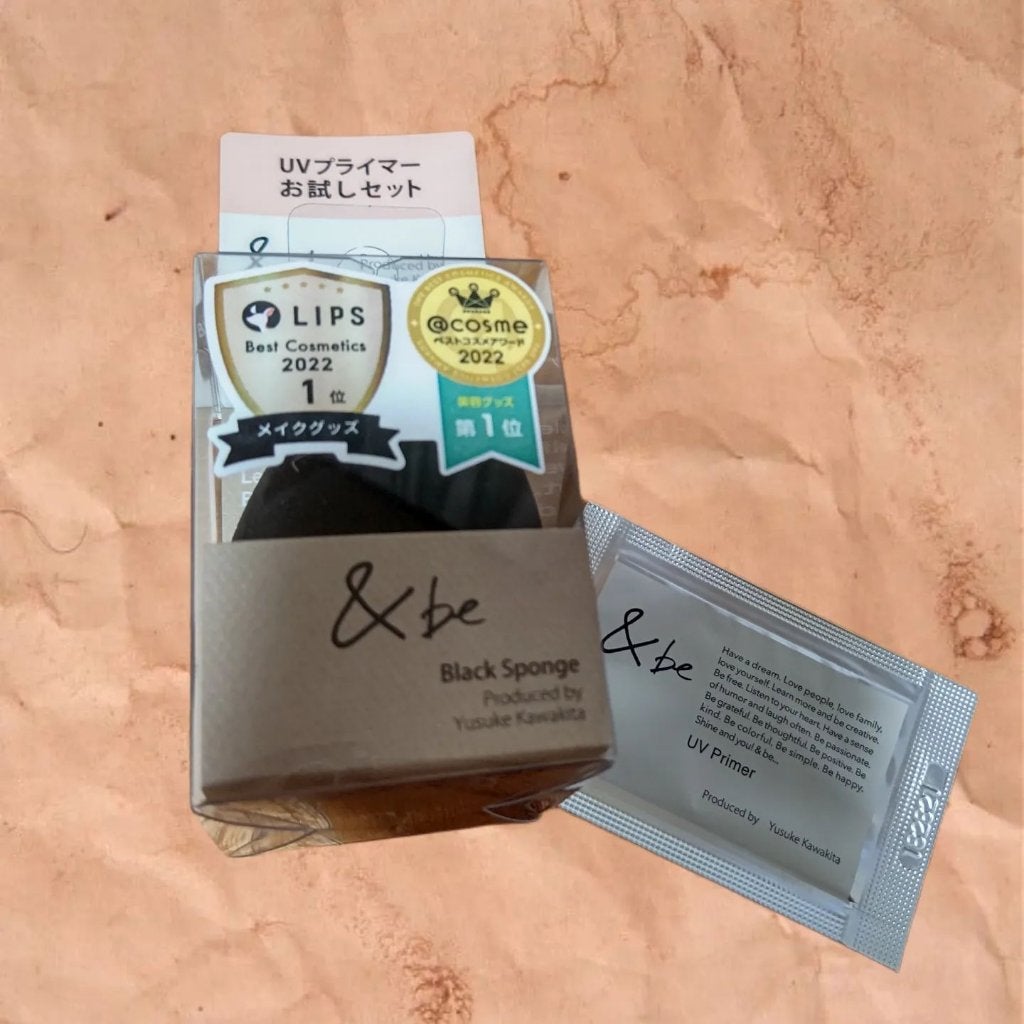 UVプライマー
お試しセット
&
Produced by
LIPS
Best Cosmetics
2022
1位
メイクグッズ
@cosme
ベストコスメアワード
2022
美容グッズ
第1位
&be
Black Sponge
Produced by
Yusuke Kawakita
&be
Have a dream. Love people, love family,
love yourself. Learn more and be creative.
Be free. Listen to your heart. Have a sense
of humor and laugh often. Be passionate.
Be grateful. Be thoughtful. Be positive. Be
kind. Be colorful. Be simple. Be happy.
Shine and you! & be...
UV Primer
Produced by Yusuke Kawakita